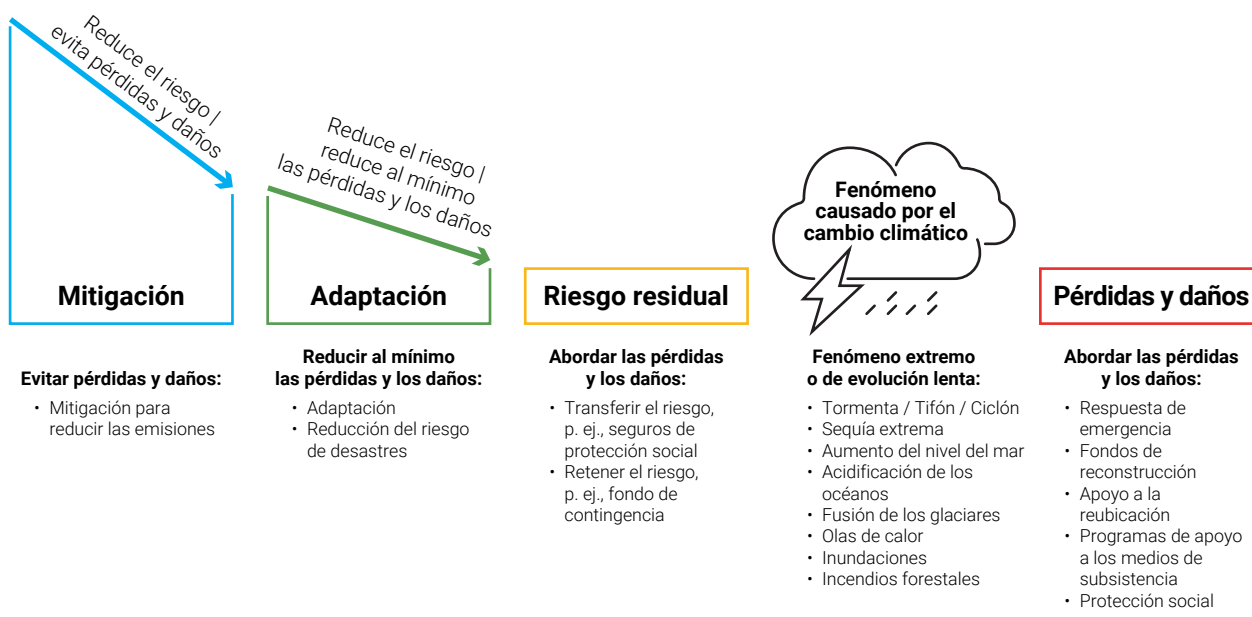 Reduce el riesgo |
evita pérdidas y daños
Reduce el riesgo |
reduce al mínimo
las pérdidas y los daños
Fenómeno
causado por el
cambio climático
Mitigación
Adaptación
Riesgo residual
Pérdidas y daños
Evitar pérdidas y daños:
• Mitigación para
reducir las emisiones
Reducir al mínimo
las pérdidas y los daños:
• Adaptación
• Reducción del riesgo
de desastres
Abordar las pérdidas
y los daños:
• Transferir el riesgo,
p. ej., seguros de
protección social
• Retener el riesgo,
p. ej., fondo de
contingencia
Fenómeno extremo
o de evolución lenta:
• Tormenta / Tifón / Ciclón
• Sequía extrema
• Aumento del nivel del mar
• Acidificación de los
océanos
• Fusión de los glaciares
• Olas de calor
• Inundaciones
• Incendios forestales
Abordar las pérdidas
y los daños:
• Respuesta de
emergencia
• Fondos de
reconstrucción
• Apoyo a la
reubicación
• Programas de apoyo
a los medios de
subsistencia
• Protección social